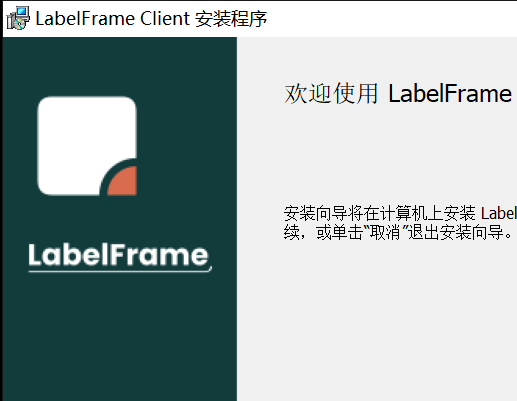 LabelFrame Client 安装程序
欢迎使用 LabelFrame
LabelFrame
安装向导将在计算机上安装 Label
续，或单击“取消”退出安装向导。